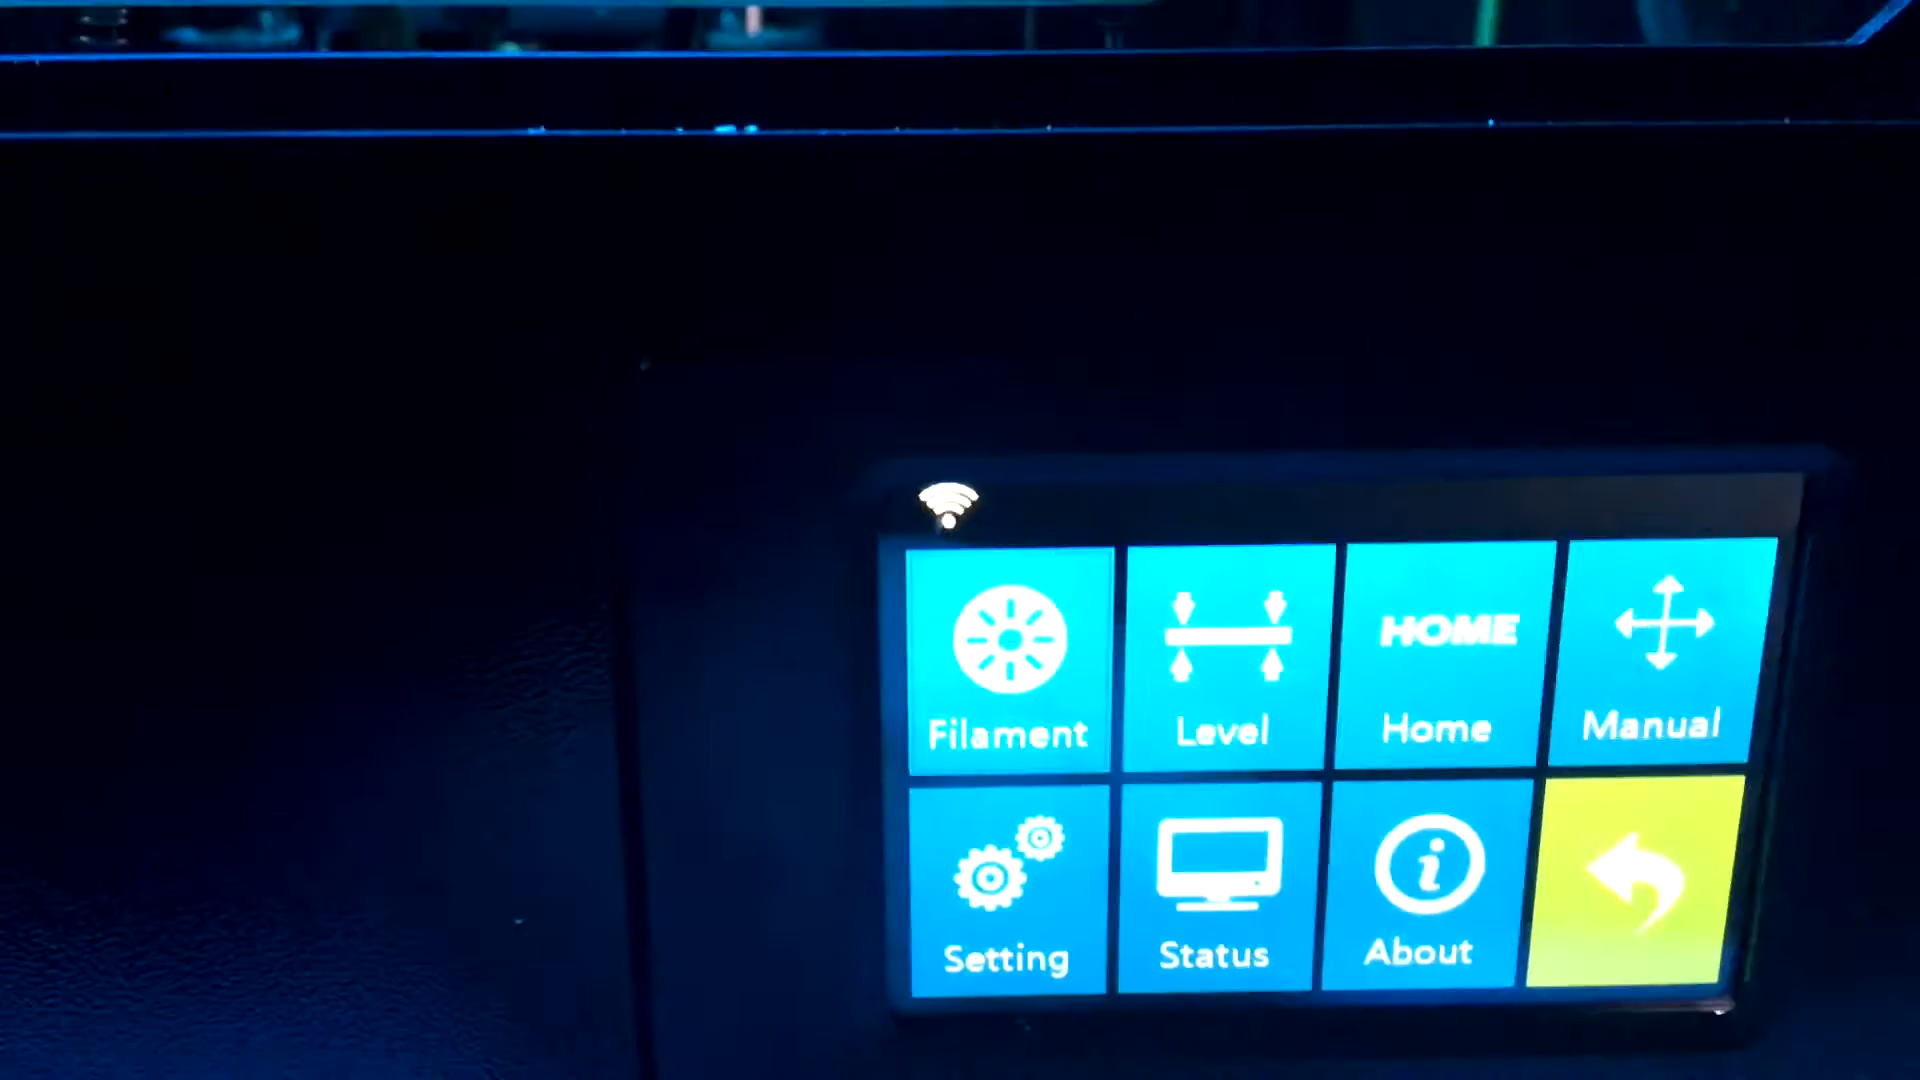 HOME
Filament
Level
Home
Manual
Setting
Status
About